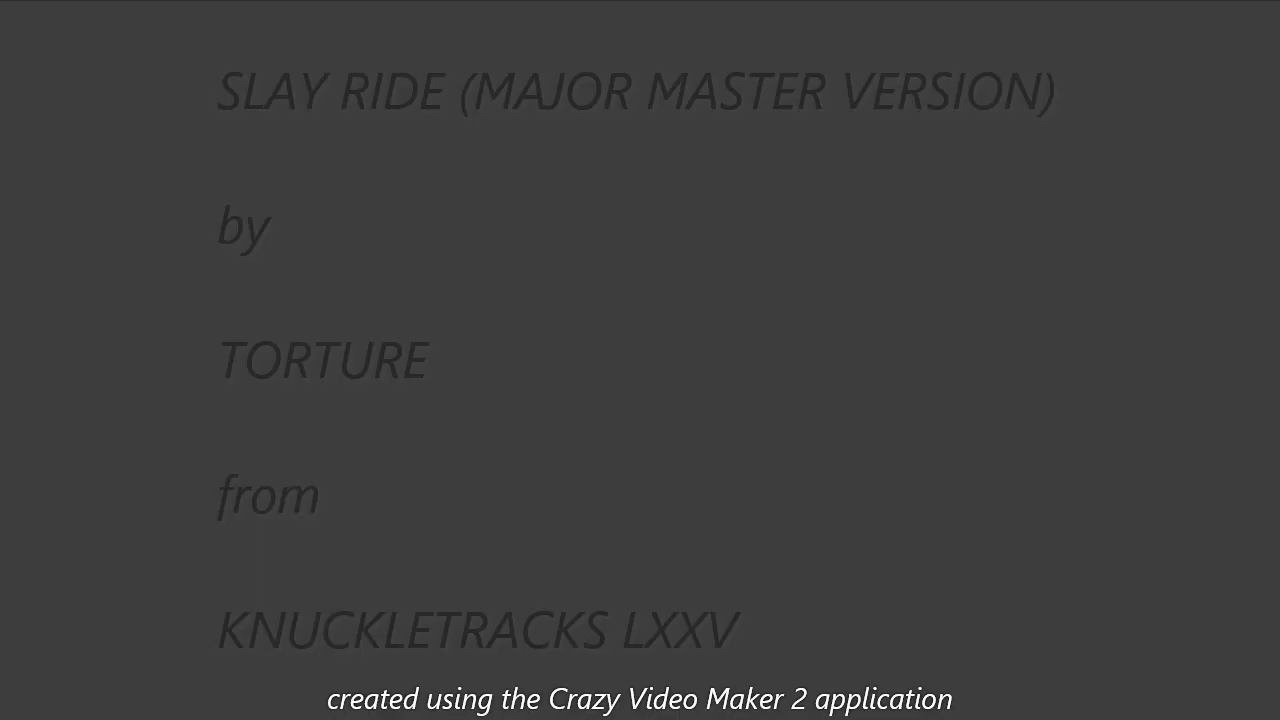 SLAY RIDE (MAJOR MASTER VERSION)
by
TORTURE
from
KNUCKLETRACKS LXXV
created using the Crazy Video Maker 2 application